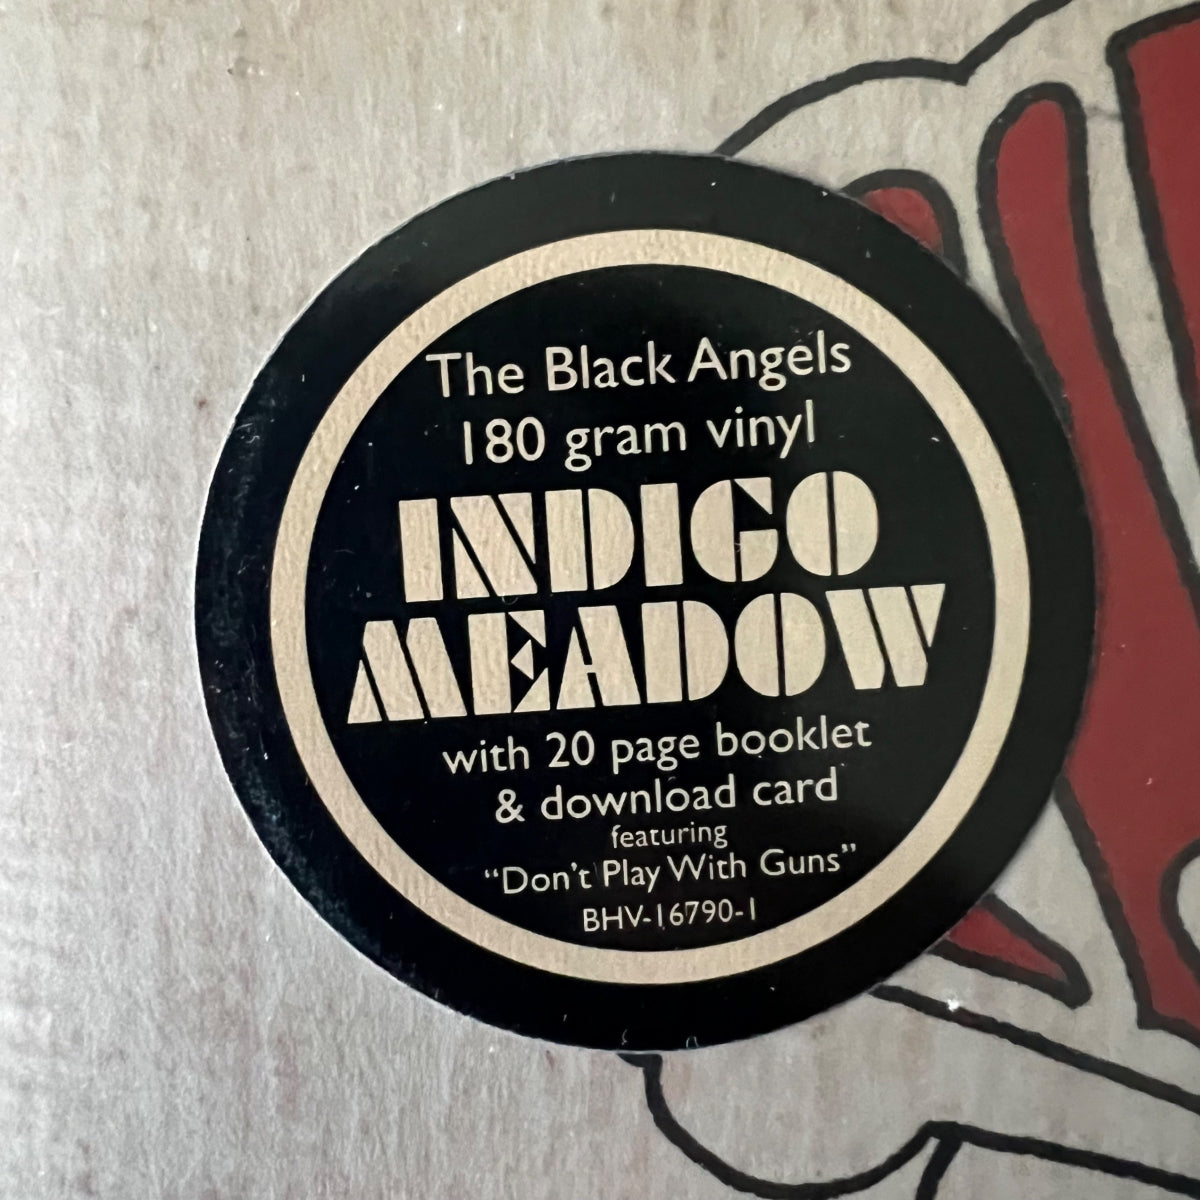 The Black Angels
180 gram vinyl
INDIGO
MEADOW
with 20 page booklet
& download card
featuring
“Don’t Play With Guns”
BHV-16790-1